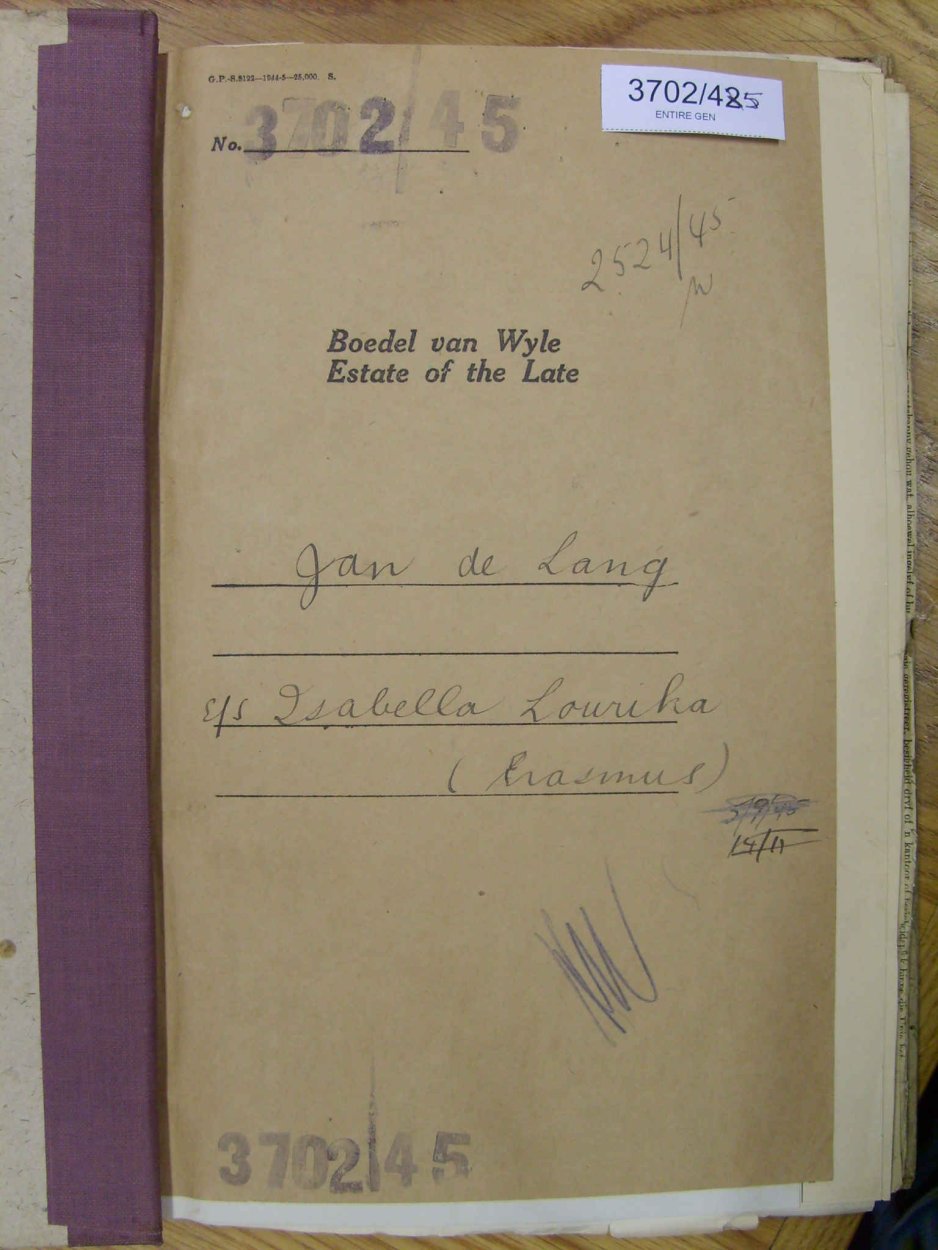 G.P.-S.8122—1944-5—25,000. S.
3702/4825
ENTIRE GEN
No. 3702/45
2524/45
Boedel van Wyle
Estate of the Late
Jan de Lang
s/s Isabella Lourika
(Erasmus)
5/9/45
14/11
3702/45